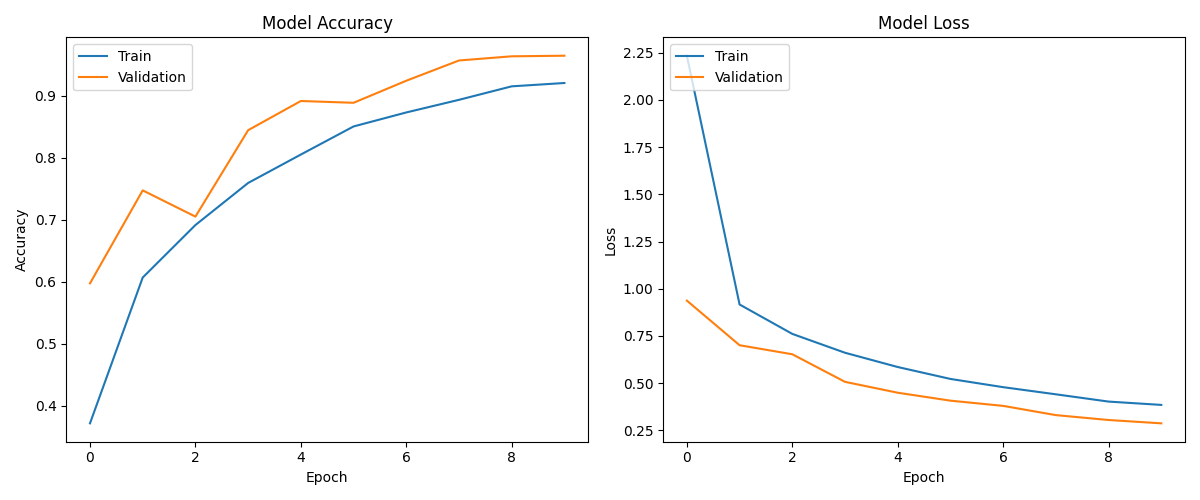 Model Accuracy
Train
Validation
0.9
0.8
0.7
0.6
0.5
0.4
Accuracy
0 2 4 6 8
Epoch
Model Loss
Train
Validation
2.25
2.00
1.75
1.50
1.25
1.00
0.75
0.50
0.25
Loss
0 2 4 6 8
Epoch